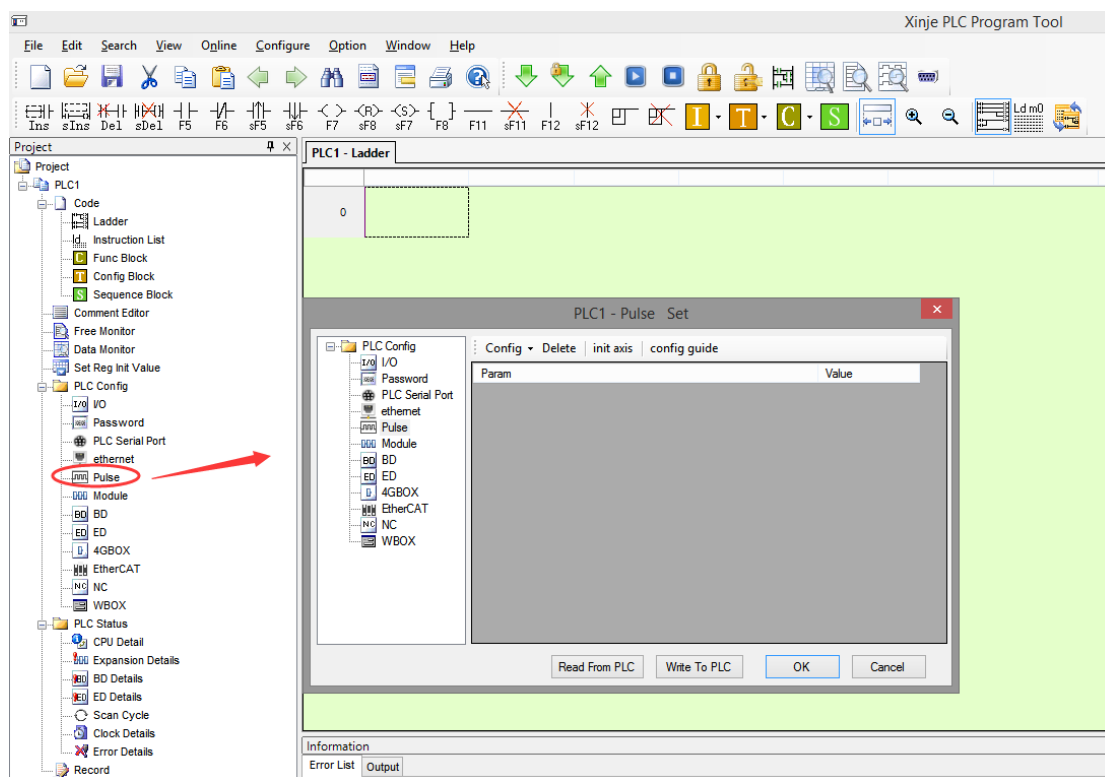 Xinje PLC Program Tool
File Edit Search View Online Configure Option Window Help
Ins sIns Del sDel F5 F6 sF5 sF6 F7 sF8 sF7 F8 F11 sF11 F12 sF12 I T C S Ld m0
Project
PLC1 - Ladder
Project
PLC1
Code
Ladder
Instruction List
Func Block
Config Block
Sequence Block
Comment Editor
Free Monitor
Data Monitor
Set Reg Init Value
PLC Config
I/O
Password
PLC Serial Port
ethernet
Pulse
Module
BD BD
ED ED
4GBOX
EtherCAT
NC NC
WBOX
PLC Status
CPU Detail
Expansion Details
BD Details
ED Details
Scan Cycle
Clock Details
Error Details
Record
0
PLC1 - Pulse Set
PLC Config
I/O I/O
Password
PLC Serial Port
ethernet
Pulse
Module
BD BD
ED ED
4GBOX
EtherCAT
NC NC
WBOX
Config Delete init axis config guide
Param Value
Read From PLC Write To PLC OK Cancel
Information
Error List Output